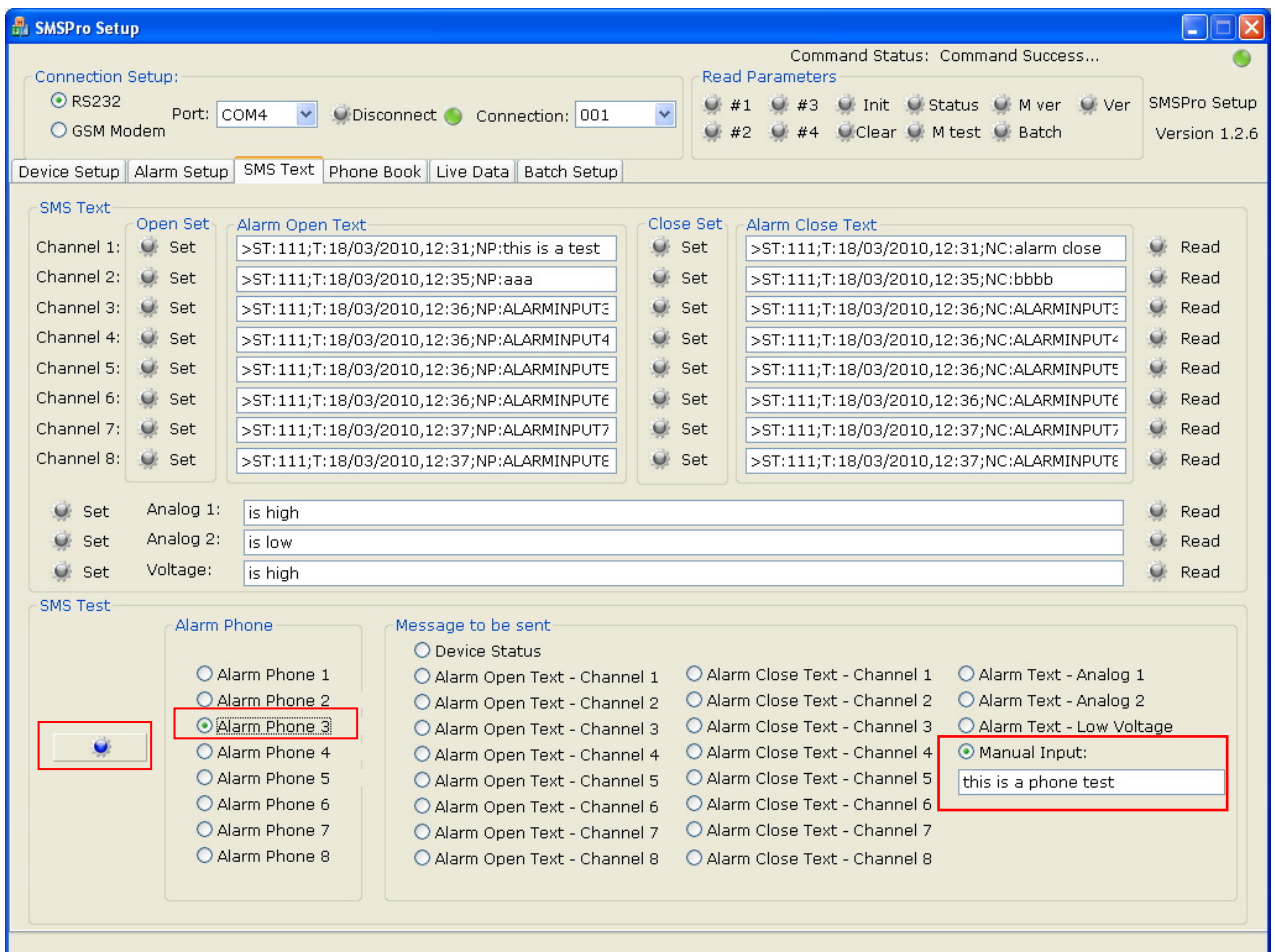 SMSPro Setup
Command Status: Command Success...
Connection Setup:
RS232
GSM Modem
Port: COM4 Disconnect Connection: 001
Read Parameters
#1 #3 Init Status M ver Ver
#2 #4 Clear M test Batch
SMSPro Setup
Version 1.2.6
Device Setup Alarm Setup SMS Text Phone Book Live Data Batch Setup
SMS Text
Open Set Alarm Open Text Close Set Alarm Close Text
Channel 1: Set >ST:111;T:18/03/2010,12:31;NP:this is a test Set >ST:111;T:18/03/2010,12:31;NC:alarm close Read
Channel 2: Set >ST:111;T:18/03/2010,12:35;NP:aaa Set >ST:111;T:18/03/2010,12:35;NC:bbbb Read
Channel 3: Set >ST:111;T:18/03/2010,12:36;NP:ALARMINPUT3 Set >ST:111;T:18/03/2010,12:36;NC:ALARMINPUT3 Read
Channel 4: Set >ST:111;T:18/03/2010,12:36;NP:ALARMINPUT4 Set >ST:111;T:18/03/2010,12:36;NC:ALARMINPUT4 Read
Channel 5: Set >ST:111;T:18/03/2010,12:36;NP:ALARMINPUT5 Set >ST:111;T:18/03/2010,12:36;NC:ALARMINPUT5 Read
Channel 6: Set >ST:111;T:18/03/2010,12:36;NP:ALARMINPUT6 Set >ST:111;T:18/03/2010,12:36;NC:ALARMINPUT6 Read
Channel 7: Set >ST:111;T:18/03/2010,12:37;NP:ALARMINPUT7 Set >ST:111;T:18/03/2010,12:37;NC:ALARMINPUT7 Read
Channel 8: Set >ST:111;T:18/03/2010,12:37;NP:ALARMINPUT8 Set >ST:111;T:18/03/2010,12:37;NC:ALARMINPUT8 Read
Set Analog 1: is high Read
Set Analog 2: is low Read
Set Voltage: is high Read
SMS Test
Alarm Phone
Alarm Phone 1
Alarm Phone 2
Alarm Phone 3
Alarm Phone 4
Alarm Phone 5
Alarm Phone 6
Alarm Phone 7
Alarm Phone 8
Message to be sent
Device Status
Alarm Open Text - Channel 1
Alarm Open Text - Channel 2
Alarm Open Text - Channel 3
Alarm Open Text - Channel 4
Alarm Open Text - Channel 5
Alarm Open Text - Channel 6
Alarm Open Text - Channel 7
Alarm Open Text - Channel 8
Alarm Close Text - Channel 1
Alarm Close Text - Channel 2
Alarm Close Text - Channel 3
Alarm Close Text - Channel 4
Alarm Close Text - Channel 5
Alarm Close Text - Channel 6
Alarm Close Text - Channel 7
Alarm Close Text - Channel 8
Alarm Text - Analog 1
Alarm Text - Analog 2
Alarm Text - Low Voltage
Manual Input:
this is a phone test